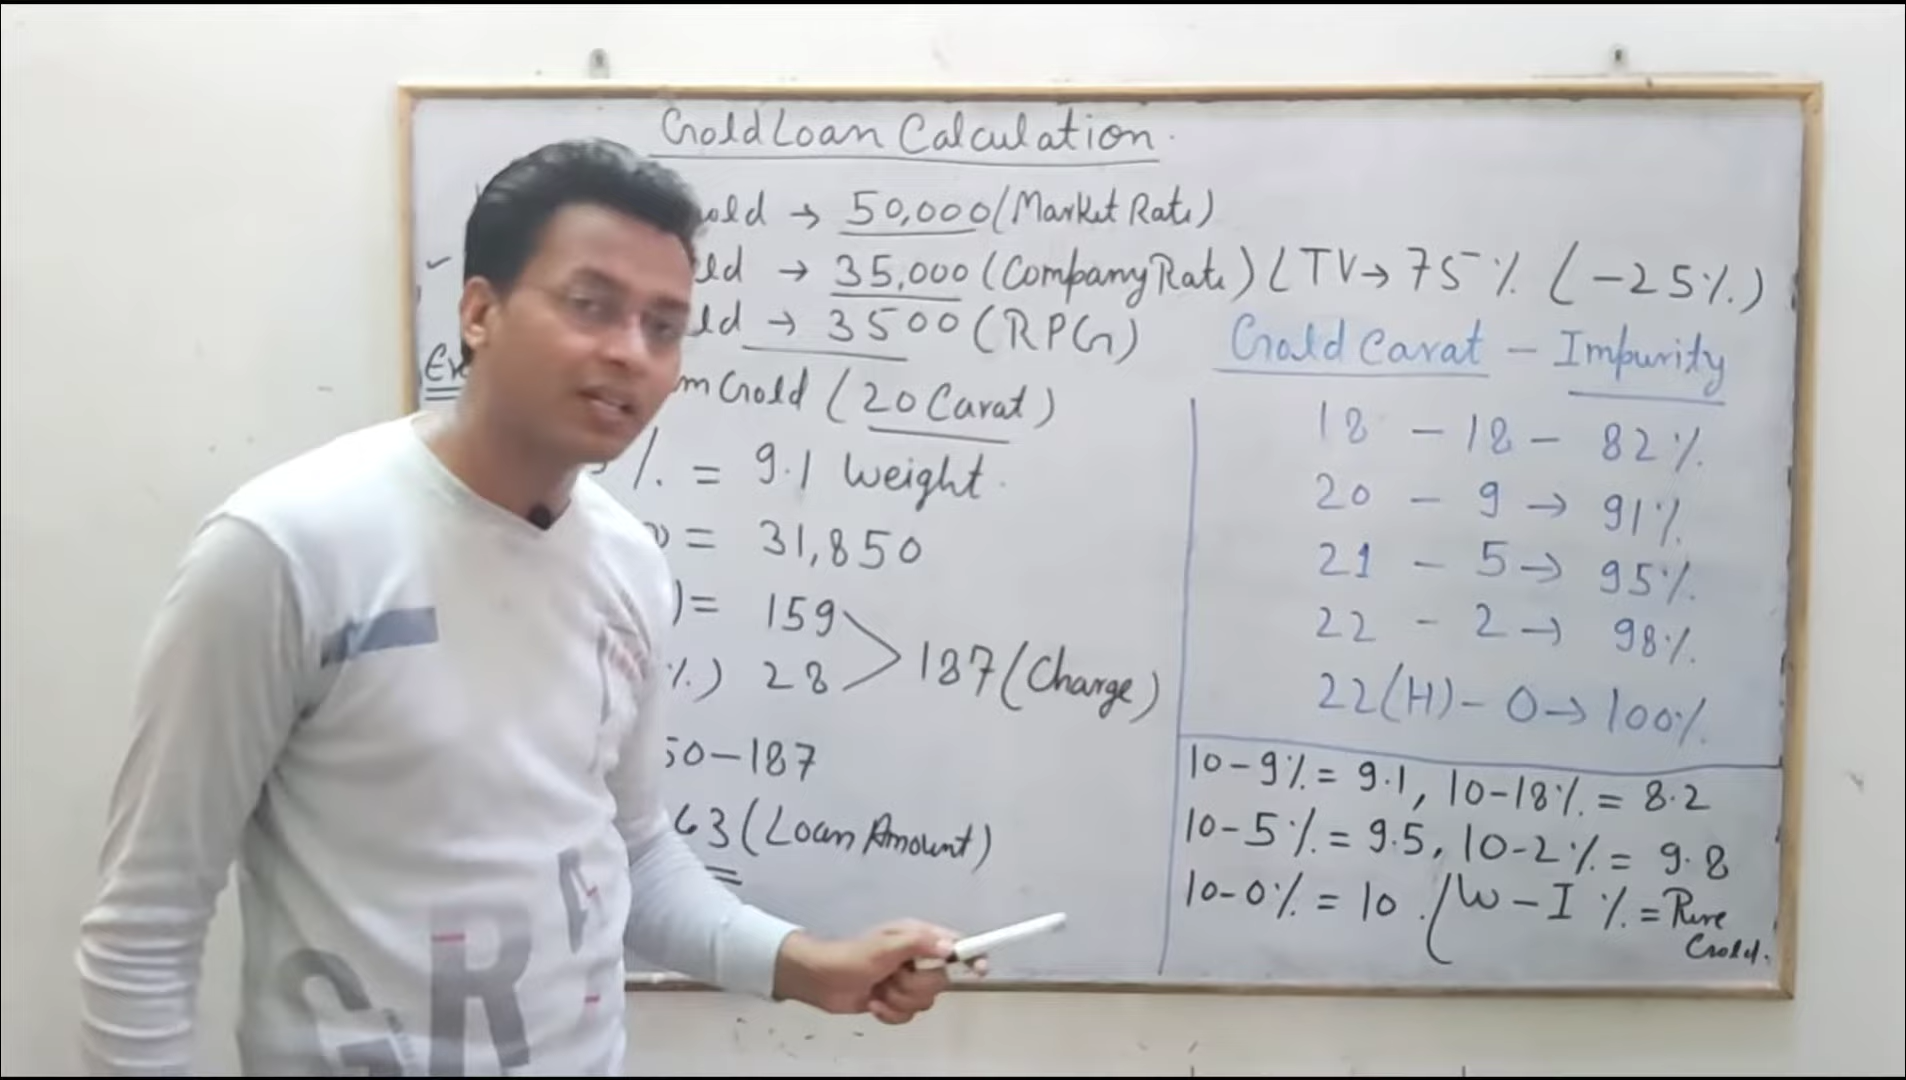 Gold Loan Calculation.
old → 50,000 (Market Rate)
ld → 35,000 (Company Rate) LTV → 75% (-25%)
ld → 3500 (RPG)
Ex
m Gold (20 Carat)
% = 9.1 Weight.
) = 31,850
) = 159
%) 28
187 (Charge)
50-187
63 (Loan Amount)
Gold Carat - Impurity
18 - 18 - 82%
20 - 9 → 91%
21 - 5 → 95%
22 - 2 → 98%
22(H) - 0 → 100%
10-9% = 9.1, 10-18% = 8.2
10-5% = 9.5, 10-2% = 9.8
10-0% = 10. (W - I % = Pure
Gold.
GR